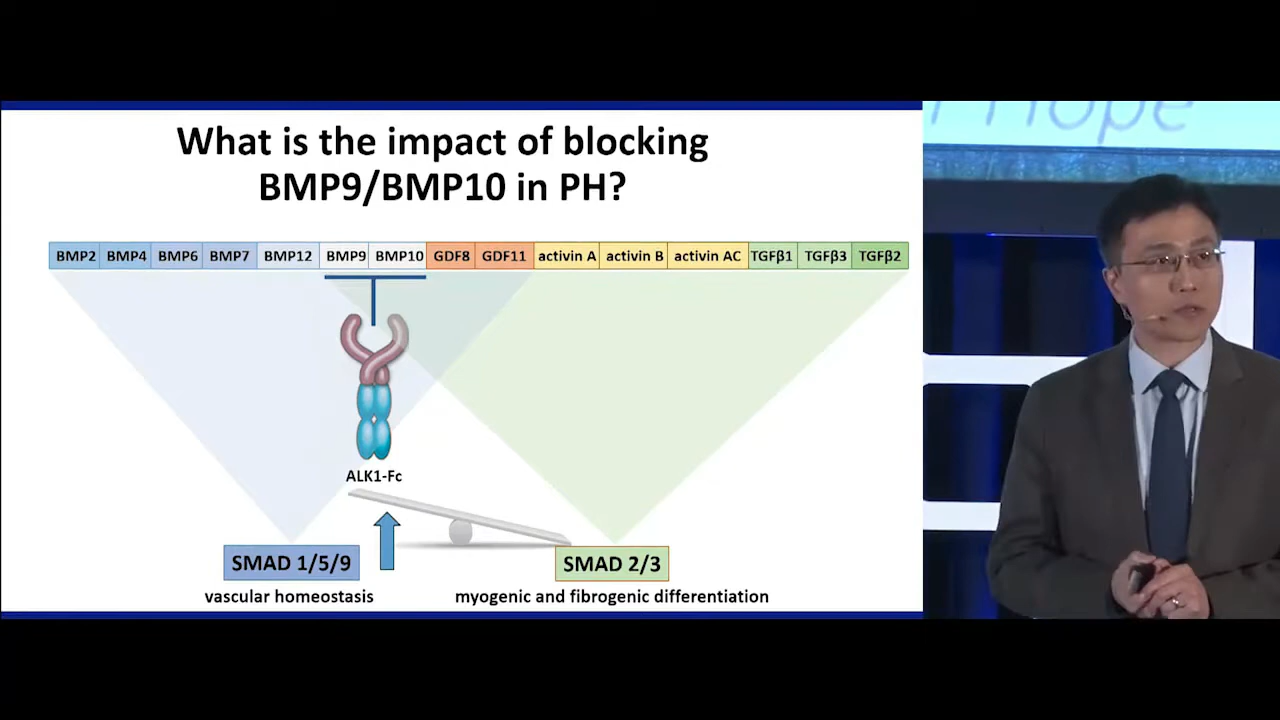 What is the impact of blocking
BMP9/BMP10 in PH?
BMP2 BMP4 BMP6 BMP7 BMP12 BMP9 BMP10 GDF8 GDF11 activin A activin B activin AC TGFβ1 TGFβ3 TGFβ2
ALK1-Fc
SMAD 1/5/9 SMAD 2/3
vascular homeostasis myogenic and fibrogenic differentiation
Hope